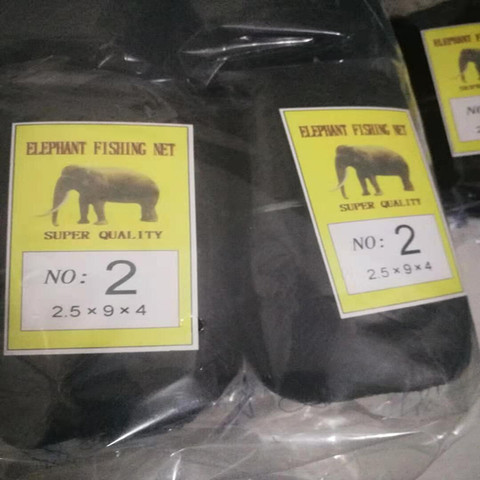 ELEPHANT FISHING NET
SUPER QUALITY
NO: 2
2.5×9×4
ELEPHANT FISHING NET
SUPER QUALITY
NO: 2
2.5×9×4
ELEPHANT